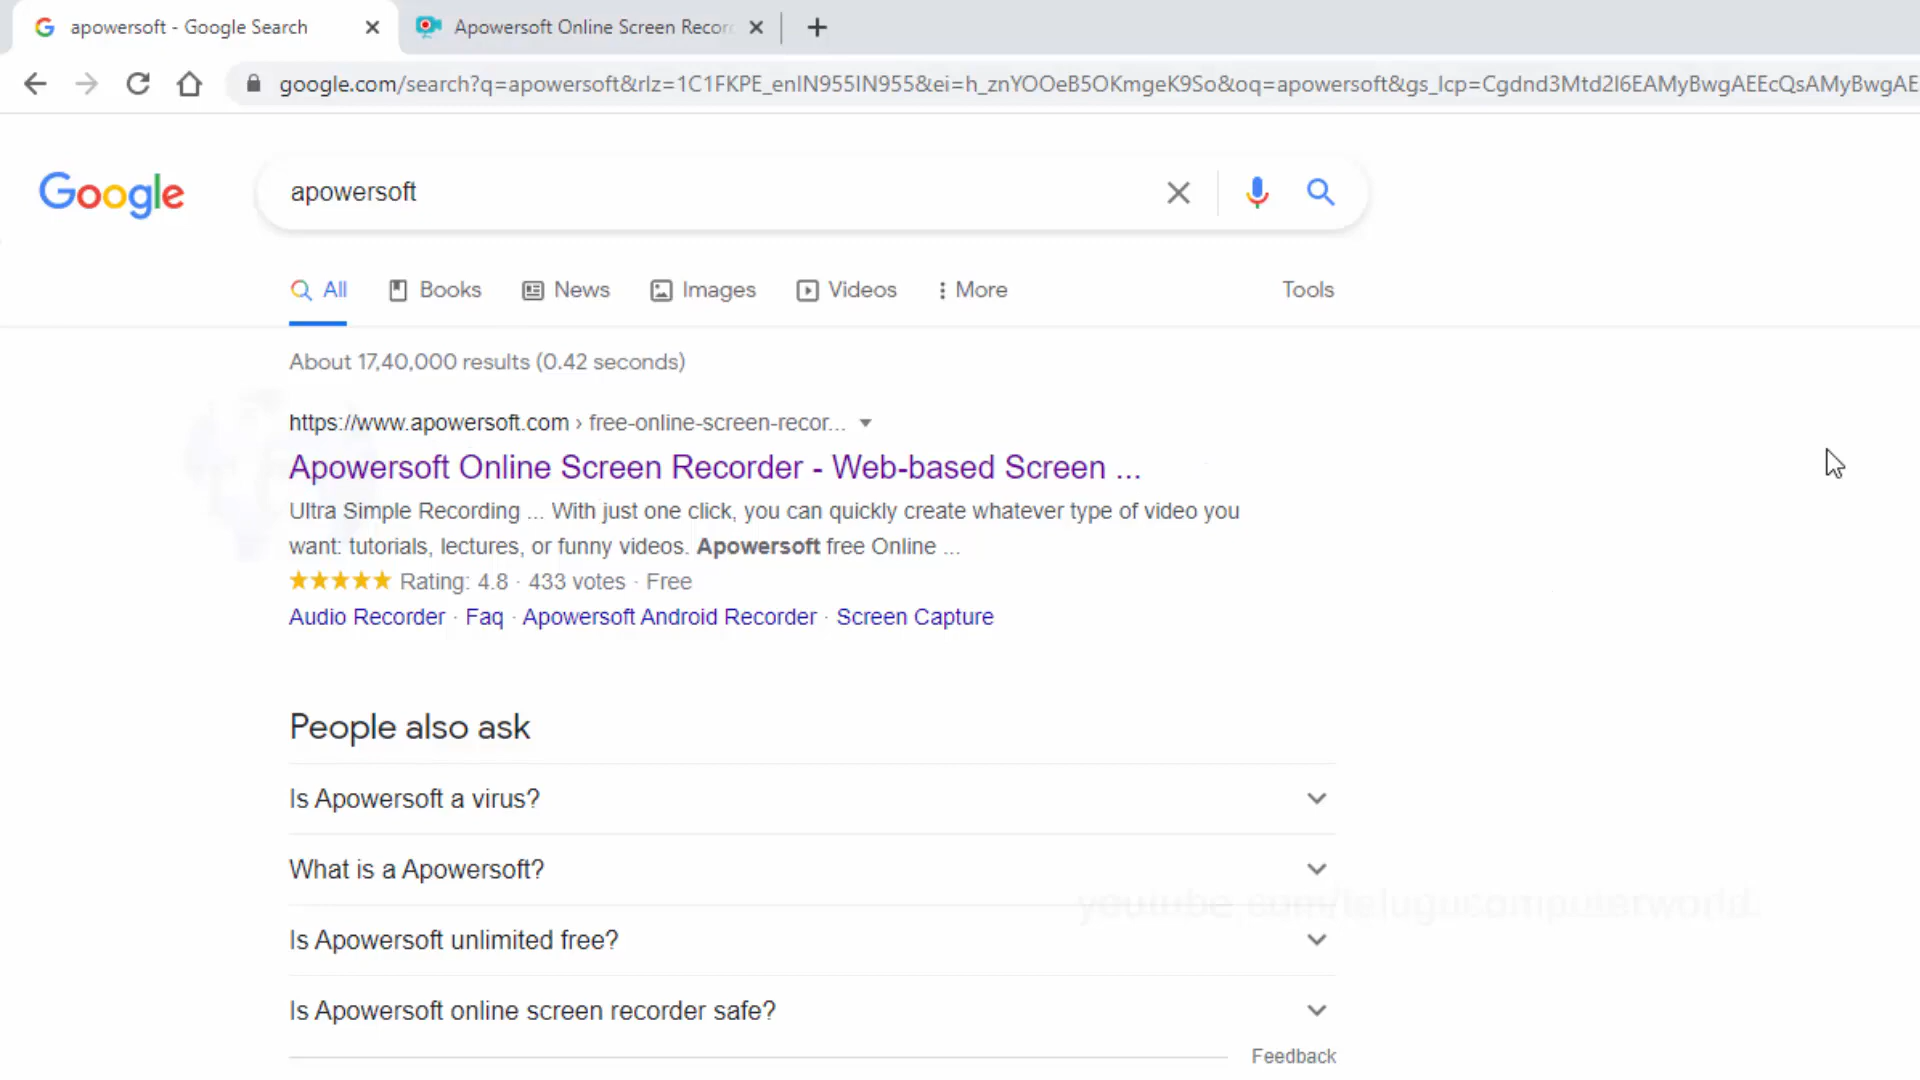 apowersoft - Google Search
Apowersoft Online Screen Recor
google.com/search?q=apowersoft&rlz=1C1FKPE_enIN955IN955&ei=h_znYOOeB5OKmgeK9So&oq=apowersoft&gs_lcp=Cgdnd3Mtd2l6EAMyBwgAEEcQsAMyBwgAE
Google
apowersoft
All Books News Images Videos More Tools
About 17,40,000 results (0.42 seconds)
https://www.apowersoft.com › free-online-screen-recor...
Apowersoft Online Screen Recorder - Web-based Screen ...
Ultra Simple Recording ... With just one click, you can quickly create whatever type of video you
want: tutorials, lectures, or funny videos. Apowersoft free Online ...
Rating: 4.8 · 433 votes · Free
Audio Recorder · Faq · Apowersoft Android Recorder · Screen Capture
People also ask
Is Apowersoft a virus?
What is a Apowersoft?
youtube.com/telugucomputerworld
Is Apowersoft unlimited free?
Is Apowersoft online screen recorder safe?
Feedback